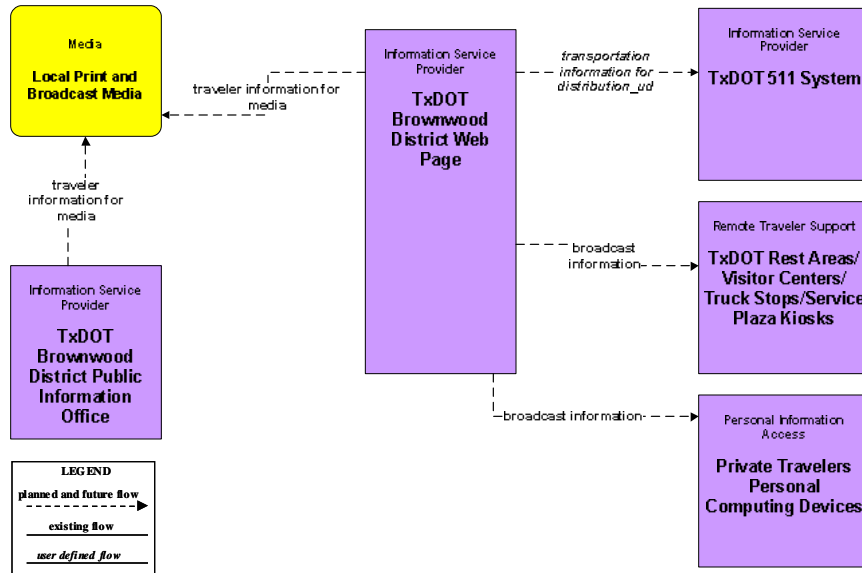 Media
Local Print and
Broadcast Media
traveler information for
media
Information Service
Provider
TxDOT
Brownwood
District Web
Page
transportation
information for
distribution_ud
Information Service
Provider
TxDOT 511 System
traveler
information for
media
broadcast
information
Remote Traveler Support
TxDOT Rest Areas/
Visitor Centers/
Truck Stops/Service
Plaza Kiosks
Information Service
Provider
TxDOT
Brownwood
District Public
Information
Office
broadcast information
Personal Information
Access
Private Travelers
Personal
Computing Devices
LEGEND
planned and future flow
existing flow
user defined flow